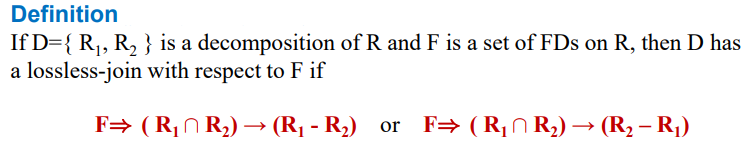 Definition
If D={ R₁, R₂ } is a decomposition of R and F is a set of FDs on R, then D has
a lossless-join with respect to F if
F⇒ ( R₁ ∩ R₂) → (R₁ - R₂) or F⇒ ( R₁ ∩ R₂) → (R₂ – R₁)